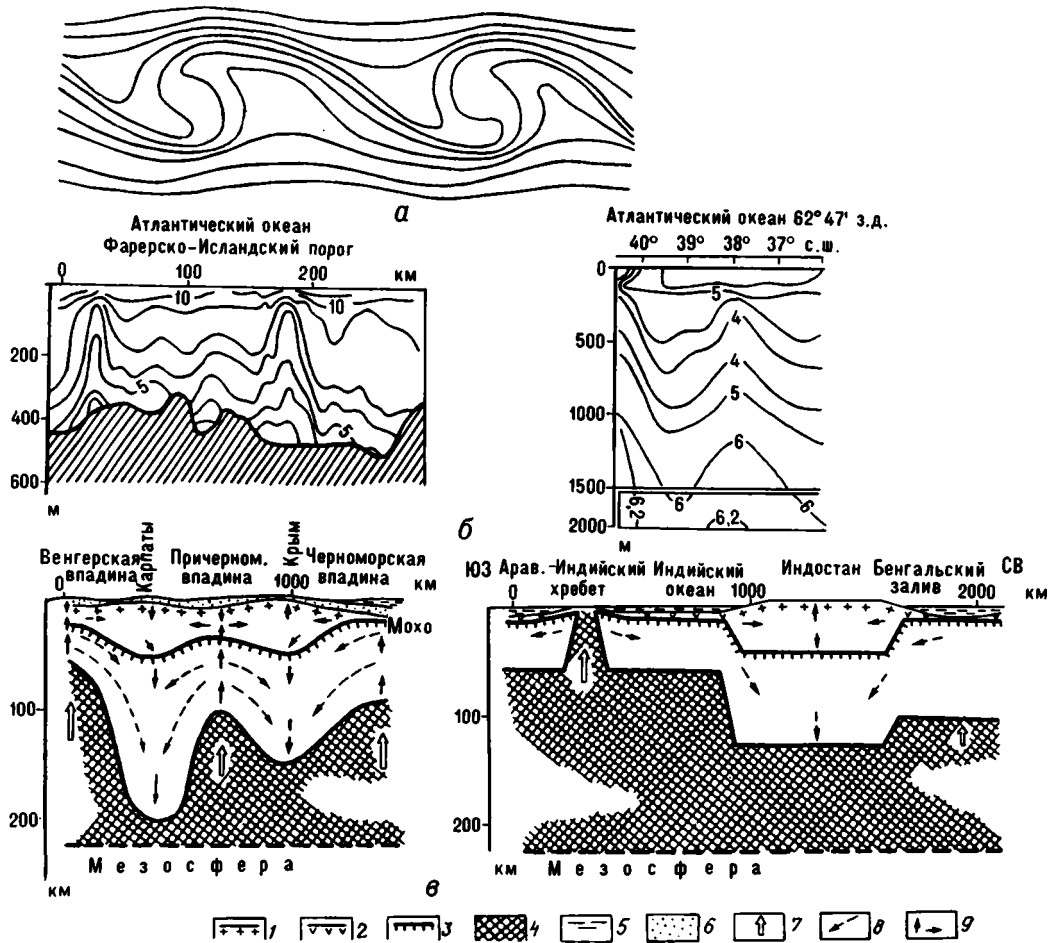 а
Атлантический океан
Фарерско-Исландский порог
0 100 200 км
10 10
200
400
600
м
5 5
Атлантический океан 62°47' з.д.
40° 39° 38° 37° с.ш.
0
500
1000
1500
2000
м
5
4
4
5
6
6 6
6,2 6,2
б
Венгерская впадина
Карпаты
Причерном. впадина
Крым
Черноморская впадина
0 1000 км
Мохо
100
200
км
Мезосфера
ЮЗ Арав.-Индийский хребет Индийский океан Индостан Бенгальский залив СВ
0 1000 2000 км
100
200
км
Мезосфера
в
1 2 3 4 5 6 7 8 9